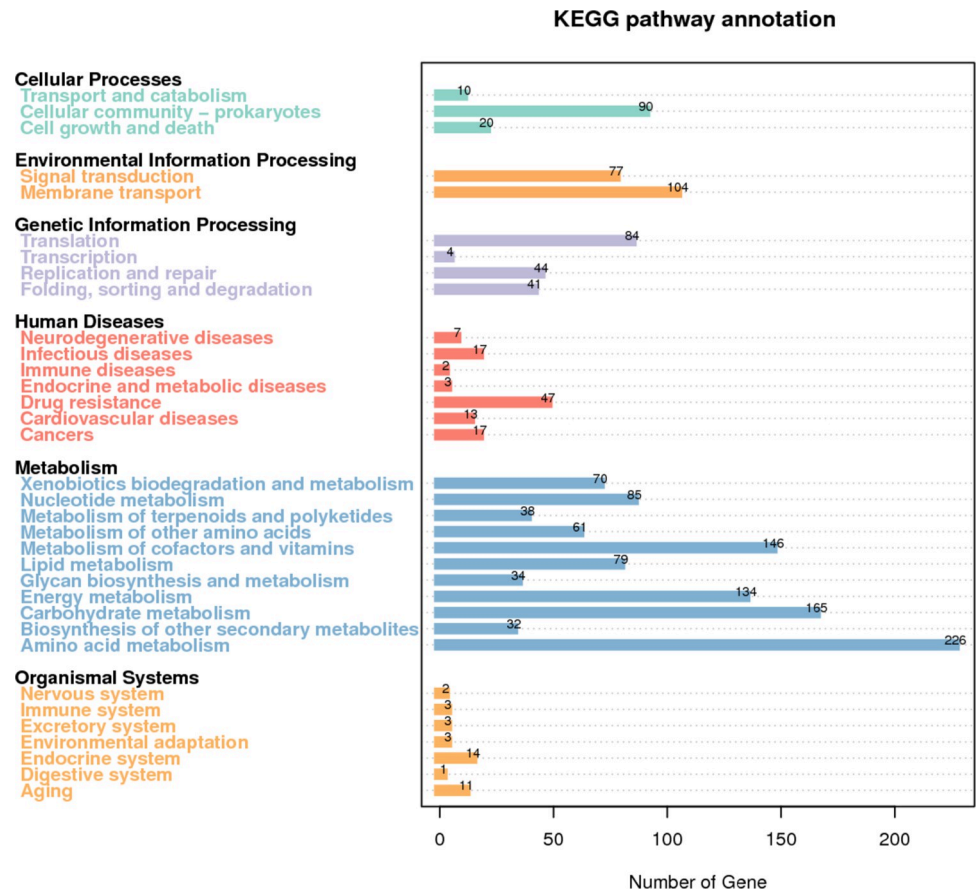 KEGG pathway annotation
Cellular Processes
Transport and catabolism 10
Cellular community – prokaryotes 90
Cell growth and death 20
Environmental Information Processing
Signal transduction 77
Membrane transport 104
Genetic Information Processing
Translation 84
Transcription 4
Replication and repair 44
Folding, sorting and degradation 41
Human Diseases
Neurodegenerative diseases 7
Infectious diseases 17
Immune diseases 2
Endocrine and metabolic diseases 3
Drug resistance 47
Cardiovascular diseases 13
Cancers 17
Metabolism
Xenobiotics biodegradation and metabolism 70
Nucleotide metabolism 85
Metabolism of terpenoids and polyketides 38
Metabolism of other amino acids 61
Metabolism of cofactors and vitamins 146
Lipid metabolism 79
Glycan biosynthesis and metabolism 34
Energy metabolism 134
Carbohydrate metabolism 165
Biosynthesis of other secondary metabolites 32
Amino acid metabolism 226
Organismal Systems
Nervous system 2
Immune system 3
Excretory system 3
Environmental adaptation 3
Endocrine system 14
Digestive system 1
Aging 11
0 50 100 150 200
Number of Gene